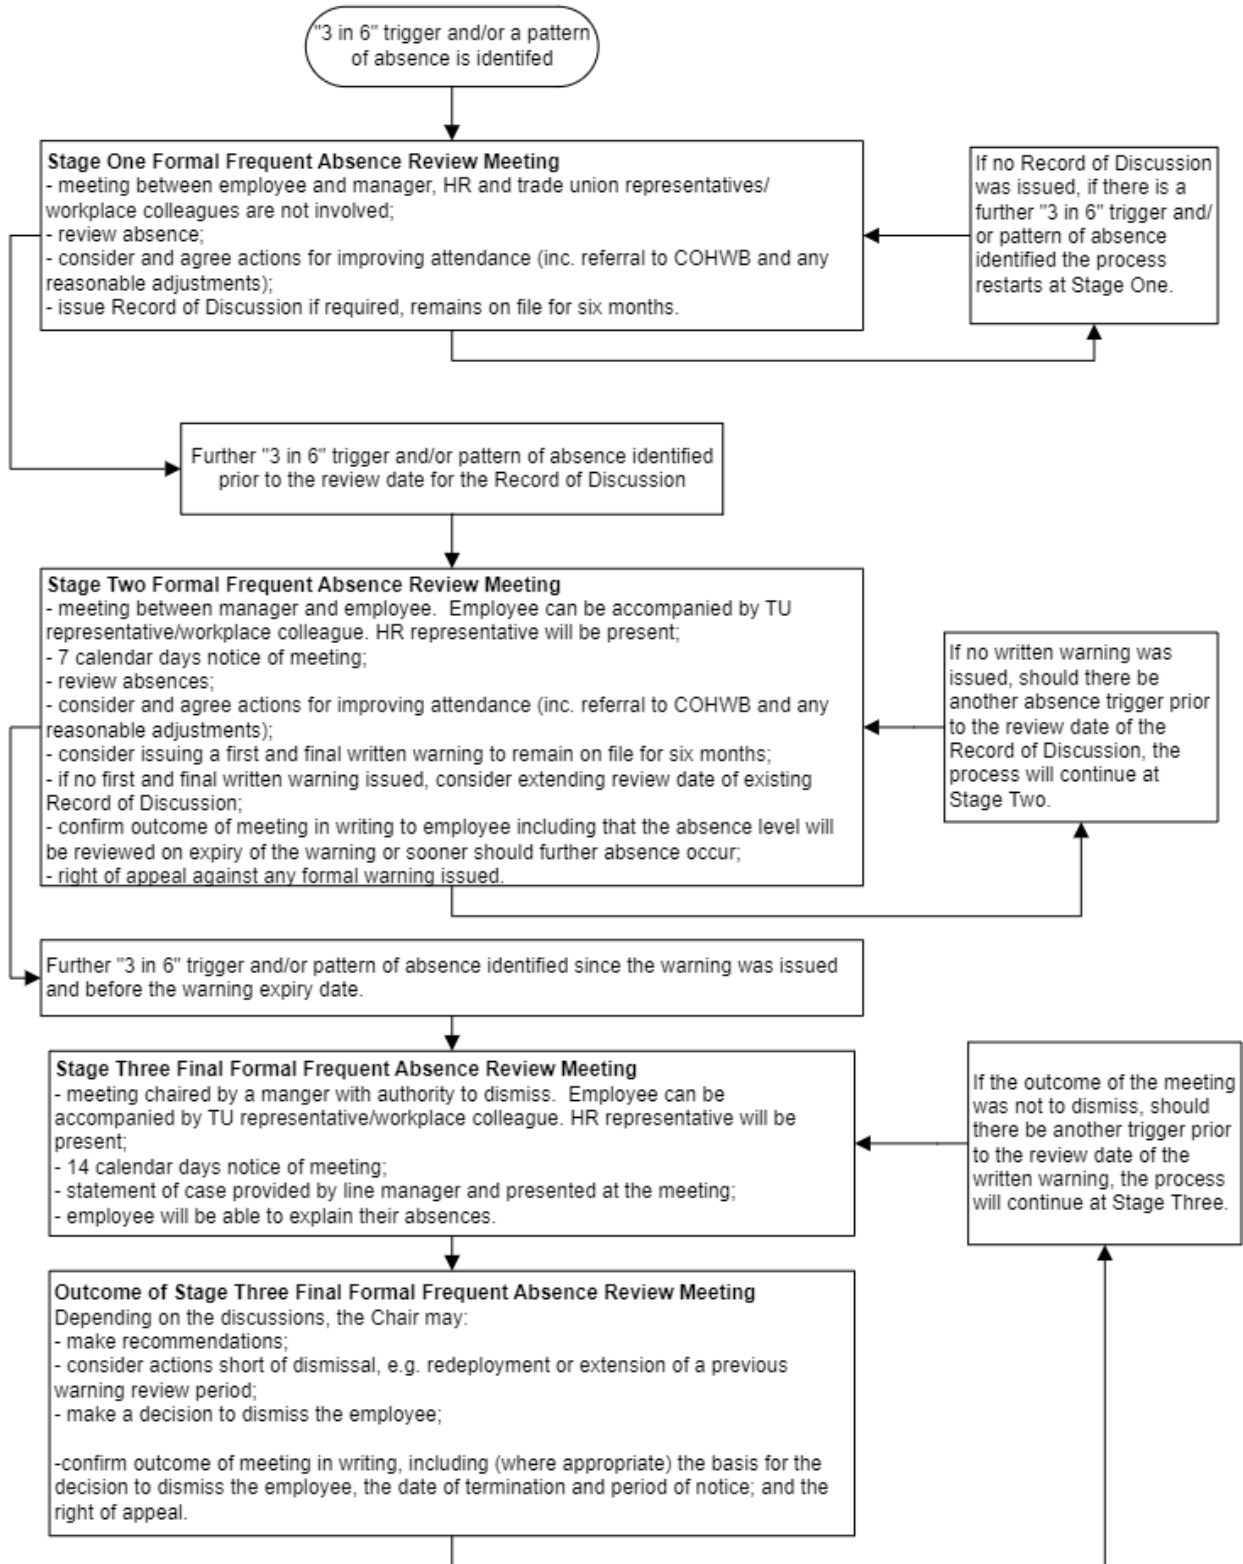 "3 in 6" trigger and/or a pattern
of absence is identifed
Stage One Formal Frequent Absence Review Meeting
- meeting between employee and manager, HR and trade union representatives/
workplace colleagues are not involved;
- review absence;
- consider and agree actions for improving attendance (inc. referral to COHWB and any
reasonable adjustments);
- issue Record of Discussion if required, remains on file for six months.
If no Record of Discussion
was issued, if there is a
further "3 in 6" trigger and/
or pattern of absence
identified the process
restarts at Stage One.
Further "3 in 6" trigger and/or pattern of absence identified
prior to the review date for the Record of Discussion
Stage Two Formal Frequent Absence Review Meeting
- meeting between manager and employee.  Employee can be accompanied by TU
representative/workplace colleague. HR representative will be present;
- 7 calendar days notice of meeting;
- review absences;
- consider and agree actions for improving attendance (inc. referral to COHWB and any
reasonable adjustments);
- consider issuing a first and final written warning to remain on file for six months;
- if no first and final written warning issued, consider extending review date of existing
Record of Discussion;
- confirm outcome of meeting in writing to employee including that the absence level will
be reviewed on expiry of the warning or sooner should further absence occur;
- right of appeal against any formal warning issued.
If no written warning was
issued, should there be
another absence trigger prior
to the review date of the
Record of Discussion, the
process will continue at
Stage Two.
Further "3 in 6" trigger and/or pattern of absence identified since the warning was issued
and before the warning expiry date.
Stage Three Final Formal Frequent Absence Review Meeting
- meeting chaired by a manger with authority to dismiss.  Employee can be
accompanied by TU representative/workplace colleague. HR representative will be
present;
- 14 calendar days notice of meeting;
- statement of case provided by line manager and presented at the meeting;
- employee will be able to explain their absences.
If the outcome of the meeting
was not to dismiss, should
there be another trigger prior
to the review date of the
written warning, the process
will continue at Stage Three.
Outcome of Stage Three Final Formal Frequent Absence Review Meeting
Depending on the discussions, the Chair may:
- make recommendations;
- consider actions short of dismissal, e.g. redeployment or extension of a previous
warning review period;
- make a decision to dismiss the employee;
-confirm outcome of meeting in writing, including (where appropriate) the basis for the
decision to dismiss the employee, the date of termination and period of notice; and the
right of appeal.